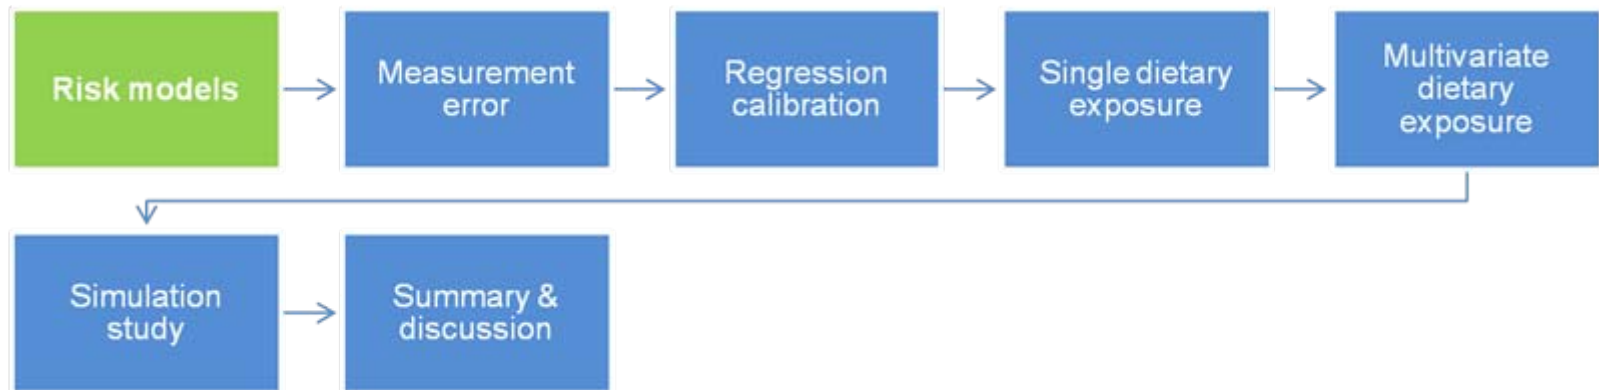 Risk models
Measurement
error
Regression
calibration
Single dietary
exposure
Multivariate
dietary
exposure
Simulation
study
Summary &
discussion